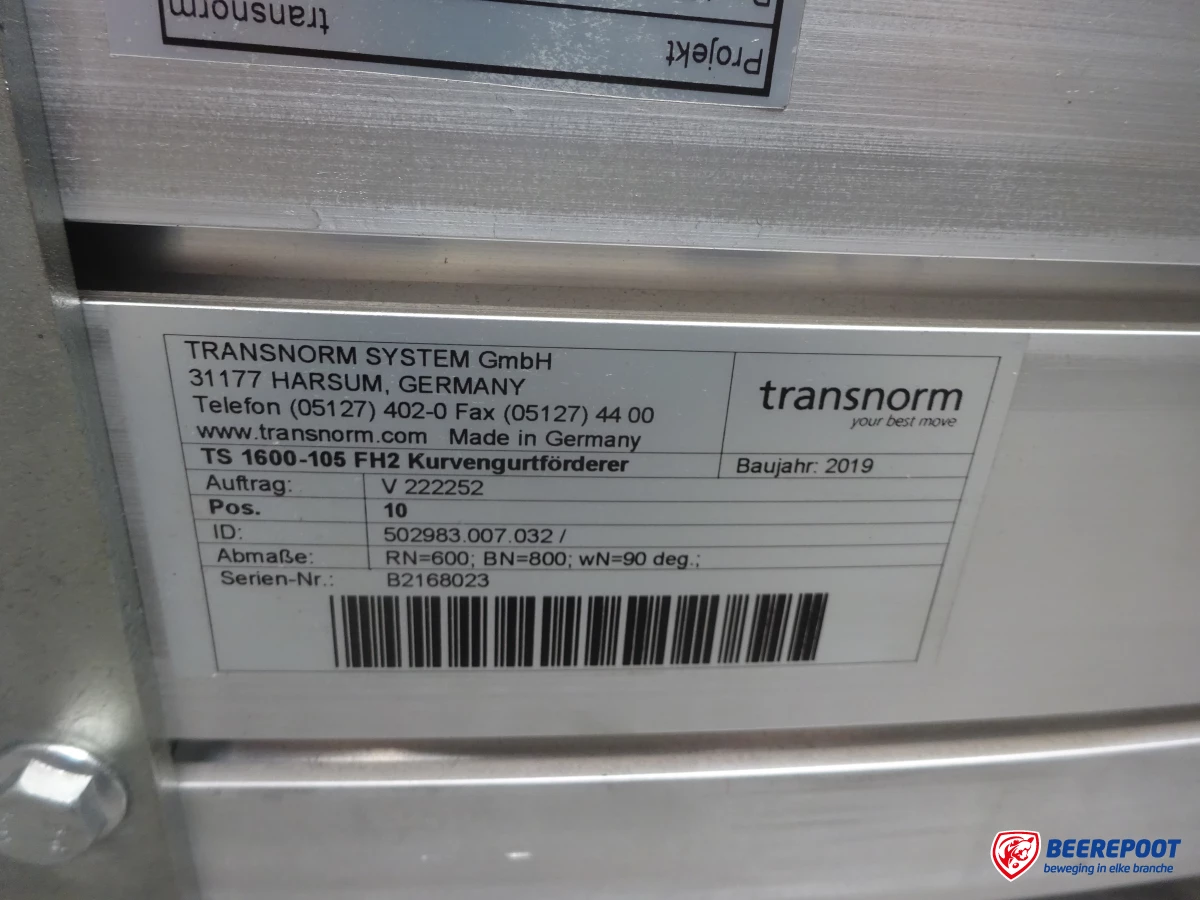 transnorm
Projekt
TRANSNORM SYSTEM GmbH
31177 HARSUM, GERMANY
Telefon (05127) 402-0 Fax (05127) 44 00
www.transnorm.com Made in Germany
transnorm
your best move
TS 1600-105 FH2 Kurvengurtförderer
Baujahr: 2019
Auftrag: V 222252
Pos. 10
ID: 502983.007.032 /
Abmaße: RN=600; BN=800; wN=90 deg.;
Serien-Nr.: B2168023
BEEREPOOT
beweging in elke branche